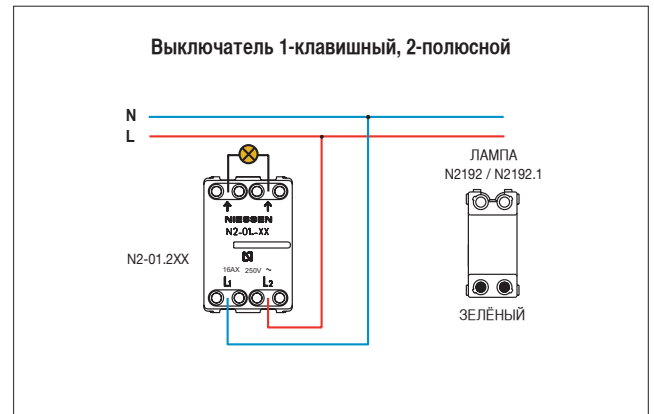 Выключатель 1-клавишный, 2-полюсной
N
L
ЛАМПА
N2192 / N2192.1
NIESSEN
N2-01.-XX
N2-01.2XX
16AX 250V ~
L1 L2
ЗЕЛЁНЫЙ